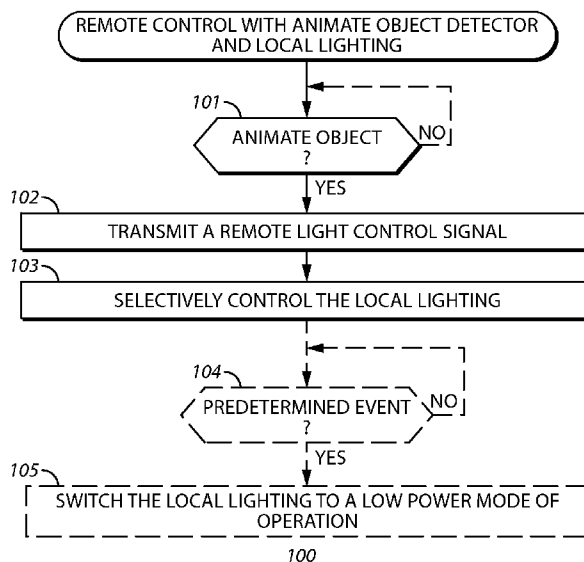 REMOTE CONTROL WITH ANIMATE OBJECT DETECTOR
AND LOCAL LIGHTING
101
ANIMATE OBJECT
?
NO
YES
102
TRANSMIT A REMOTE LIGHT CONTROL SIGNAL
103
SELECTIVELY CONTROL THE LOCAL LIGHTING
104
PREDETERMINED EVENT
?
NO
YES
105
SWITCH THE LOCAL LIGHTING TO A LOW POWER MODE OF
OPERATION
100